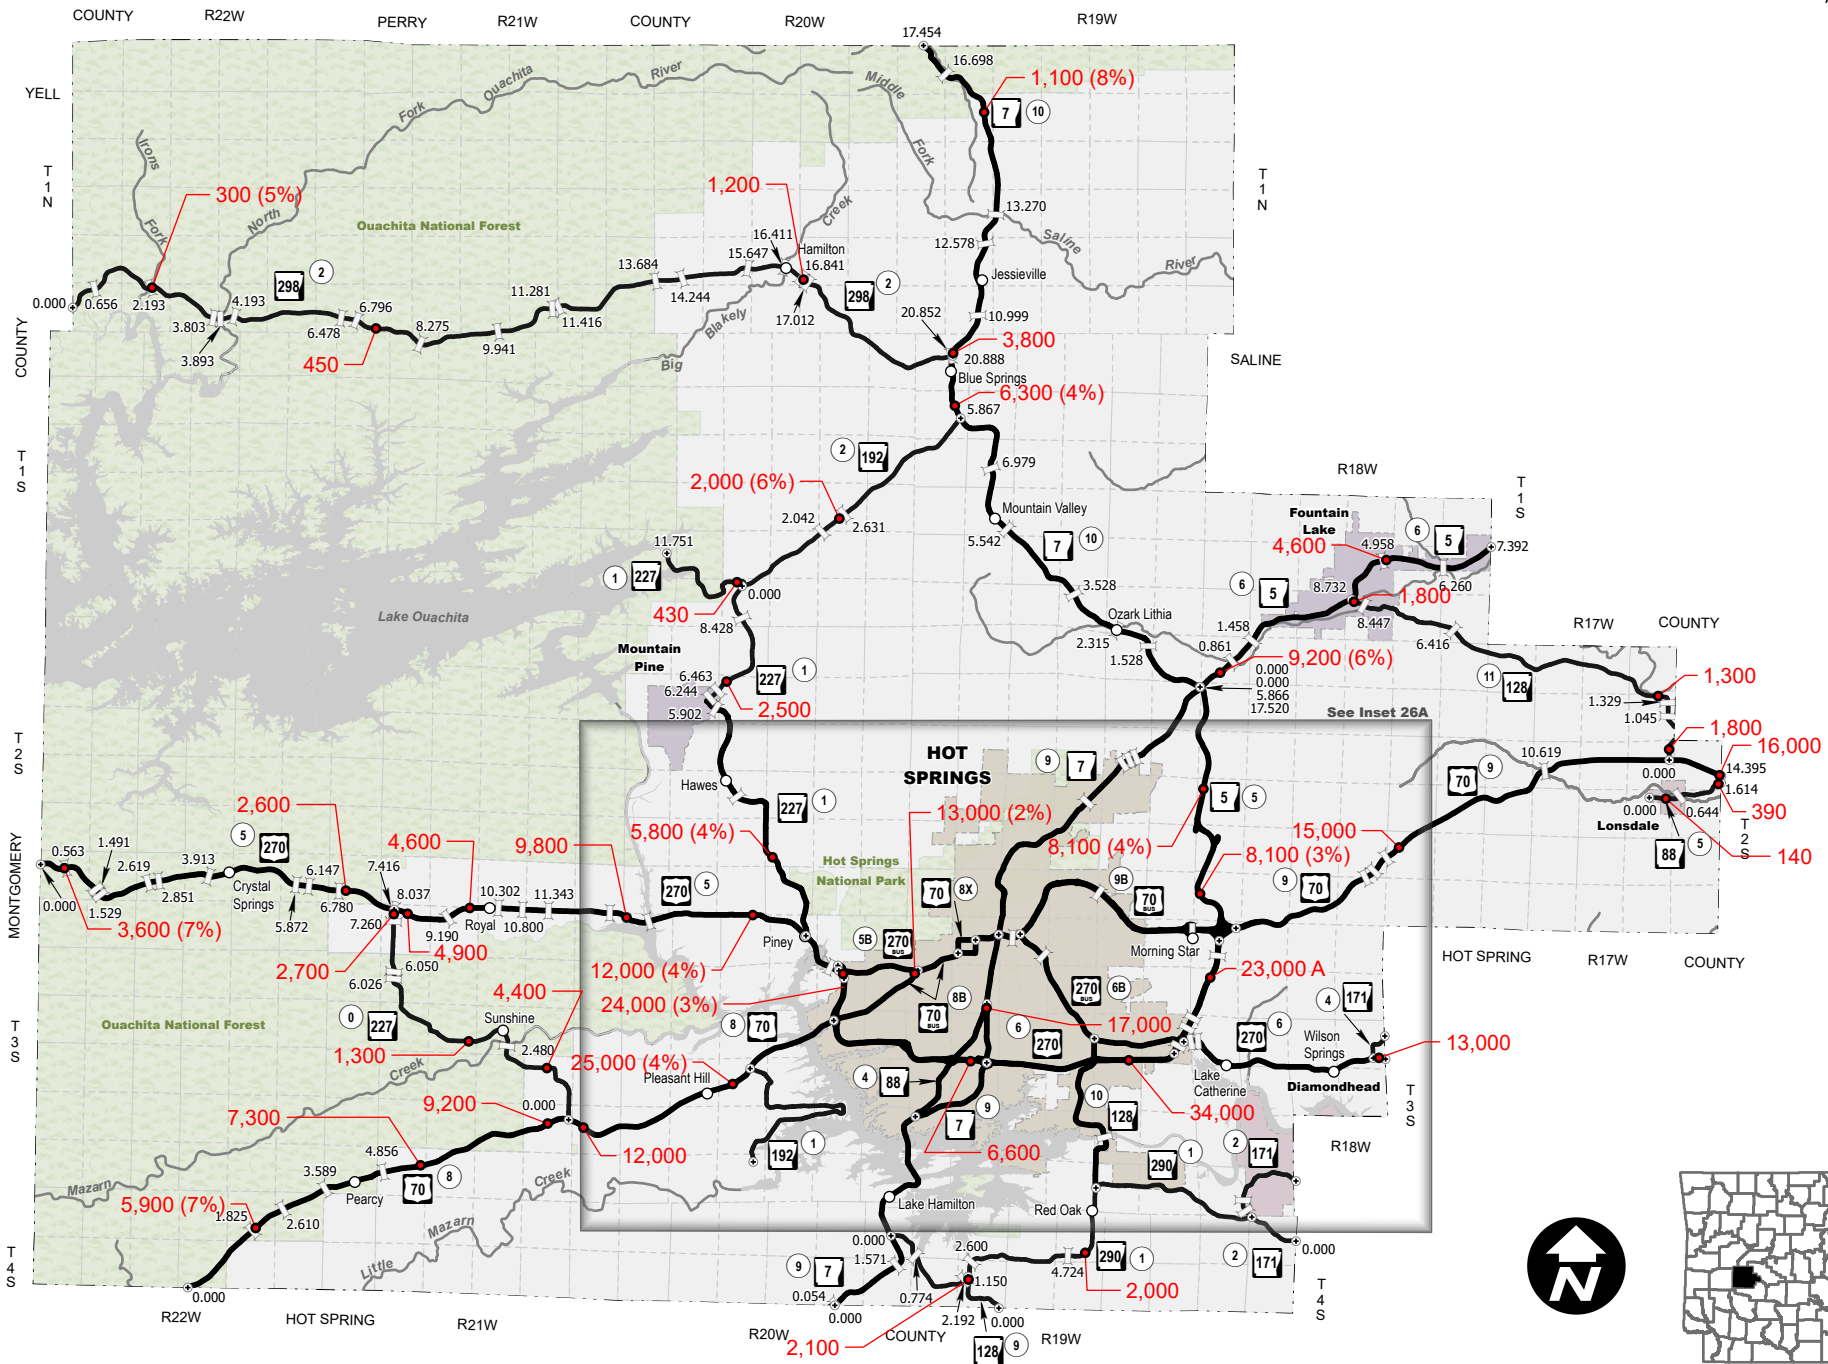 COUNTY
R22W
PERRY
R21W
COUNTY
R20W
R19W
17.454
16.698
1,100 (8%)
7
10
YELL
T1N
Irons
Fork
North
Fork
Ouachita
River
Middle
Fork
Saline
River
300 (5%)
Ouachita National Forest
1,200
Creek
13.270
T1N
16.411
Hamilton
12.578
15.647
16.841
13.684
Jessieville
298
2
14.244
298
2
0.000
0.656
2.193
4.193
6.796
11.281
11.416
17.012
20.852
10.999
3.803
6.478
8.275
9.941
Blakely
Big
3.893
450
3,800
20.888
COUNTY
SALINE
Blue Springs
6,300 (4%)
5.867
2
192
6.979
R18W
T1S
2,000 (6%)
T1S
2.042
2.631
Mountain Valley
Fountain
Lake
6
5
4,600
4.958
7.392
11.751
5.542
7
10
1
227
0.000
3.528
6
5
8.732
6.260
1,800
430
Lake Ouachita
8.428
Ozark Lithia
8.447
1.458
2.315
0.861
6.416
R17W
COUNTY
Mountain
Pine
1.528
9,200 (6%)
6.463
227
1
0.000
0.000
5.866
17.520
11
128
1,300
6.244
2,500
5.902
1.329
1.045
See Inset 26A
1,800
T2S
HOT
SPRINGS
9
7
10.619
16,000
70
9
0.000
14.395
1.614
Hawes
227
1
5
5
0.000
0.644
390
2,600
13,000 (2%)
Lonsdale
T2S
15,000
88
5
5,800 (4%)
8,100 (4%)
140
8,100 (3%)
0.563
1.491
5
270
4,600
9,800
2.619
3.913
6.147
7.416
Hot Springs
National Park
Crystal
Springs
8.037
10.302
11.343
270
5
70
8X
9B
70
BUS
9
70
0.000
1.529
2.851
5.872
6.780
7.260
Royal
10.800
MONTGOMERY
3,600 (7%)
9.190
4,900
2,700
Piney
5B
270
BUS
Morning Star
HOT SPRING
R17W
COUNTY
6.050
12,000 (4%)
23,000 A
6.026
4,400
24,000 (3%)
8B
70
BUS
270
BUS
6B
4
171
0
227
Sunshine
8
70
6
270
17,000
270
6
Wilson
Springs
Ouachita National Forest
T3S
1,300
2.480
13,000
Creek
25,000 (4%)
Pleasant Hill
4
88
Lake
Catherine
Diamondhead
T3S
9,200
0.000
10
128
34,000
7,300
9
7
12,000
192
1
6,600
290
1
2
171
R18W
4.856
3.589
70
8
Mazarn
Pearcy
5,900 (7%)
1.825
2.610
Creek
Mazarn
Little
Lake Hamilton
Red Oak
0.000
2.600
0.000
T4S
1.571
9
7
4.724
290
1
2
171
1.150
2,000
0.054
0.774
T4S
0.000
R22W
HOT SPRING
R21W
0.000
R20W
COUNTY
2.192
0.000
R19W
2,100
128
9
N